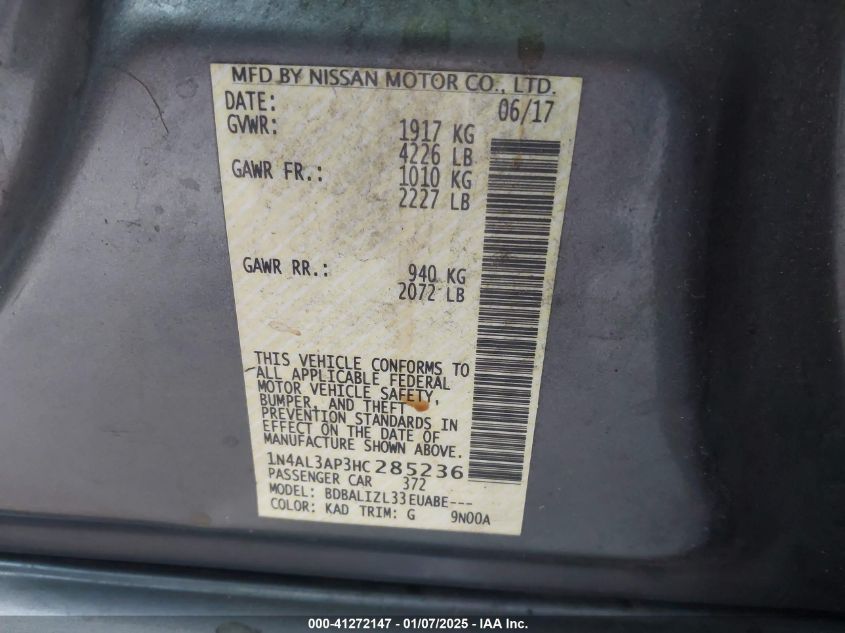 MFD BY NISSAN MOTOR CO., LTD.
DATE: 06/17
GVWR: 1917 KG
4226 LB
GAWR FR.: 1010 KG
2227 LB
GAWR RR.: 940 KG
2072 LB
THIS VEHICLE CONFORMS TO
ALL APPLICABLE FEDERAL
MOTOR VEHICLE SAFETY,
BUMPER, AND THEFT
PREVENTION STANDARDS IN
EFFECT ON THE DATE OF
MANUFACTURE SHOWN ABOVE.
1N4AL3AP3HC285236
PASSENGER CAR 372
MODEL: BDBALIZL33EUABE---
COLOR: KAD TRIM: G 9N00A
000-41272147 - 01/07/2025 - IAA Inc.